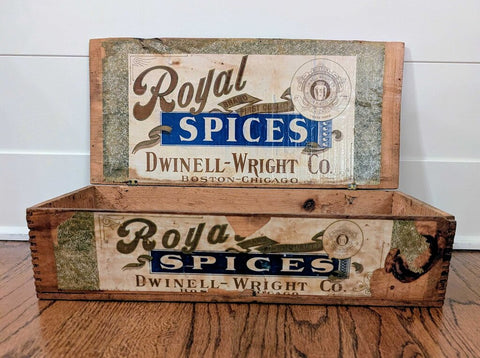 Royal
SPICES
DWINELL-WRIGHT CO.
BOSTON-CHICAGO
Roya
SPICES
DWINELL-WRIGHT CO.